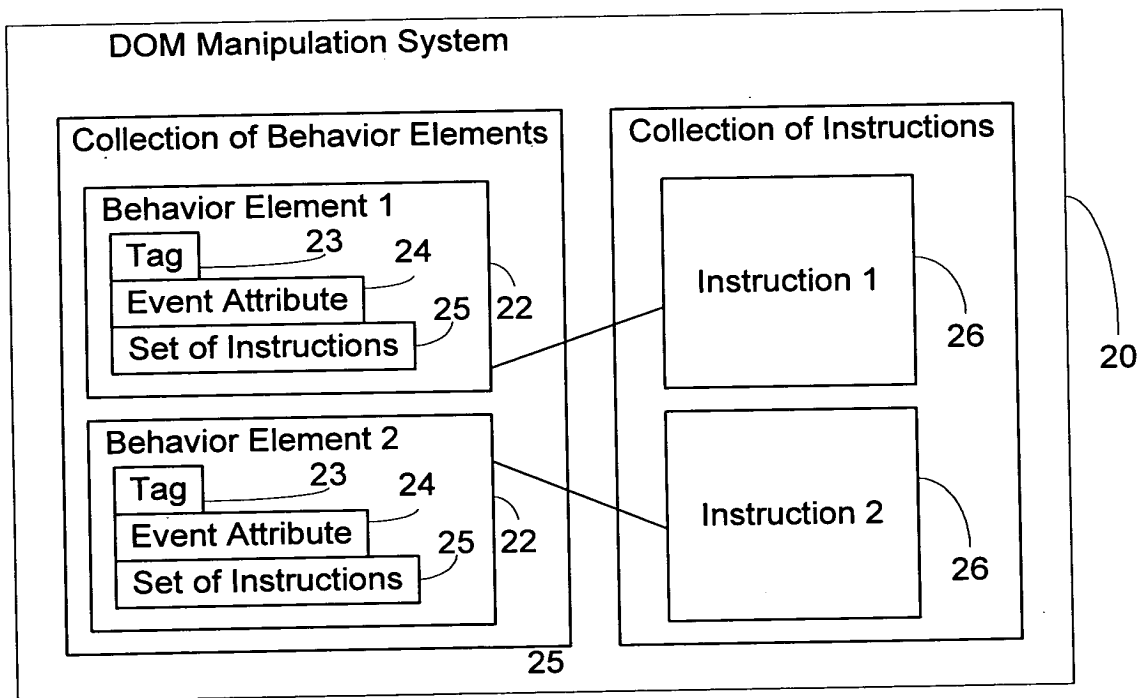 DOM Manipulation System
Collection of Behavior Elements
Behavior Element 1
Tag
23
Event Attribute
24
Set of Instructions
25
22
Behavior Element 2
Tag
23
Event Attribute
24
Set of Instructions
25
22
25
Collection of Instructions
Instruction 1
26
Instruction 2
26
20